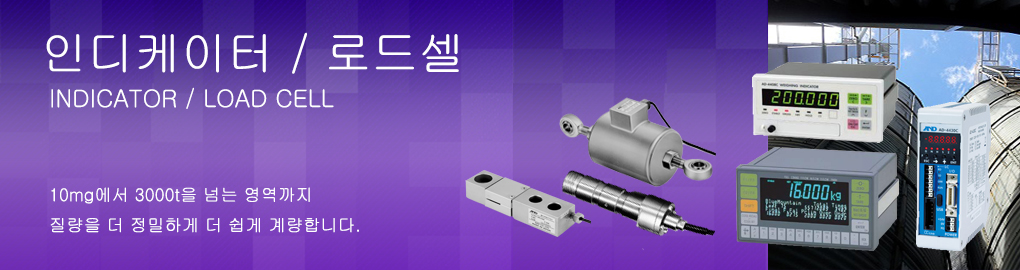 인디케이터 / 로드셀
INDICATOR / LOAD CELL
10mg에서 3000t을 넘는 영역까지
질량을 더 정밀하게 더 쉽게 계량합니다.
200.000
AND
76000kg